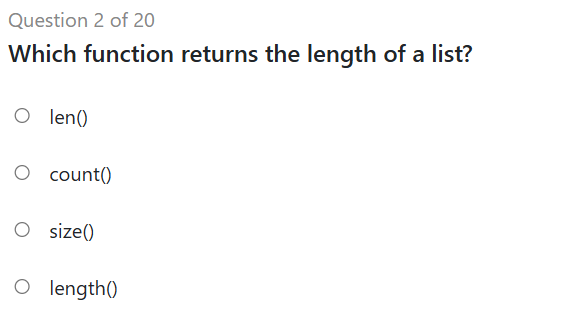 Question 2 of 20
Which function returns the length of a list?
len()
count()
size()
length()